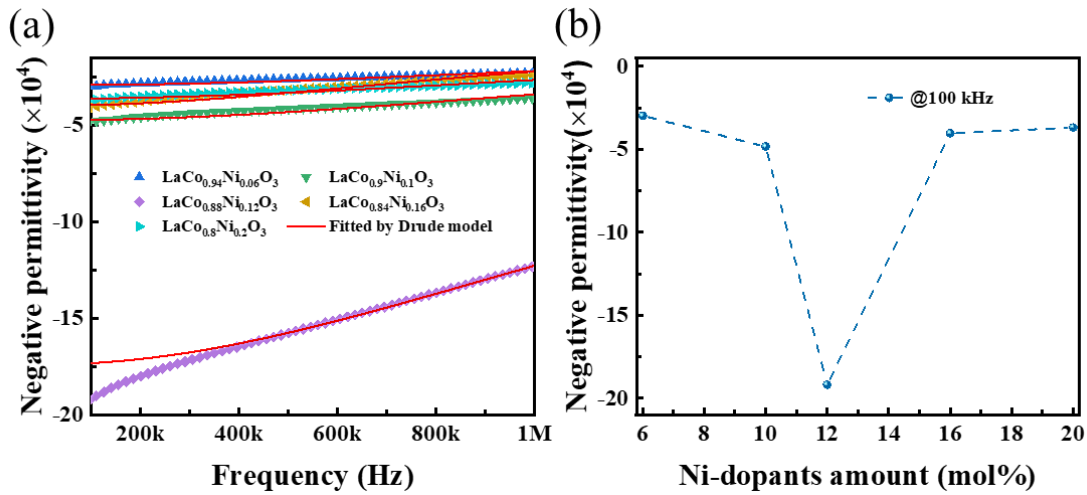 (a)
Negative permittivity (×10⁴)
-5
-10
-15
-20
200k 400k 600k 800k 1M
Frequency (Hz)
LaCo₀.₉₄Ni₀.₀₆O₃
LaCo₀.₉Ni₀.₁O₃
LaCo₀.₈₈Ni₀.₁₂O₃
LaCo₀.₈₄Ni₀.₁₆O₃
LaCo₀.₈Ni₀.₂O₃
Fitted by Drude model
(b)
Negative permittivity(×10⁴)
0
-5
-10
-15
-20
6 8 10 12 14 16 18 20
Ni-dopants amount (mol%)
@100 kHz